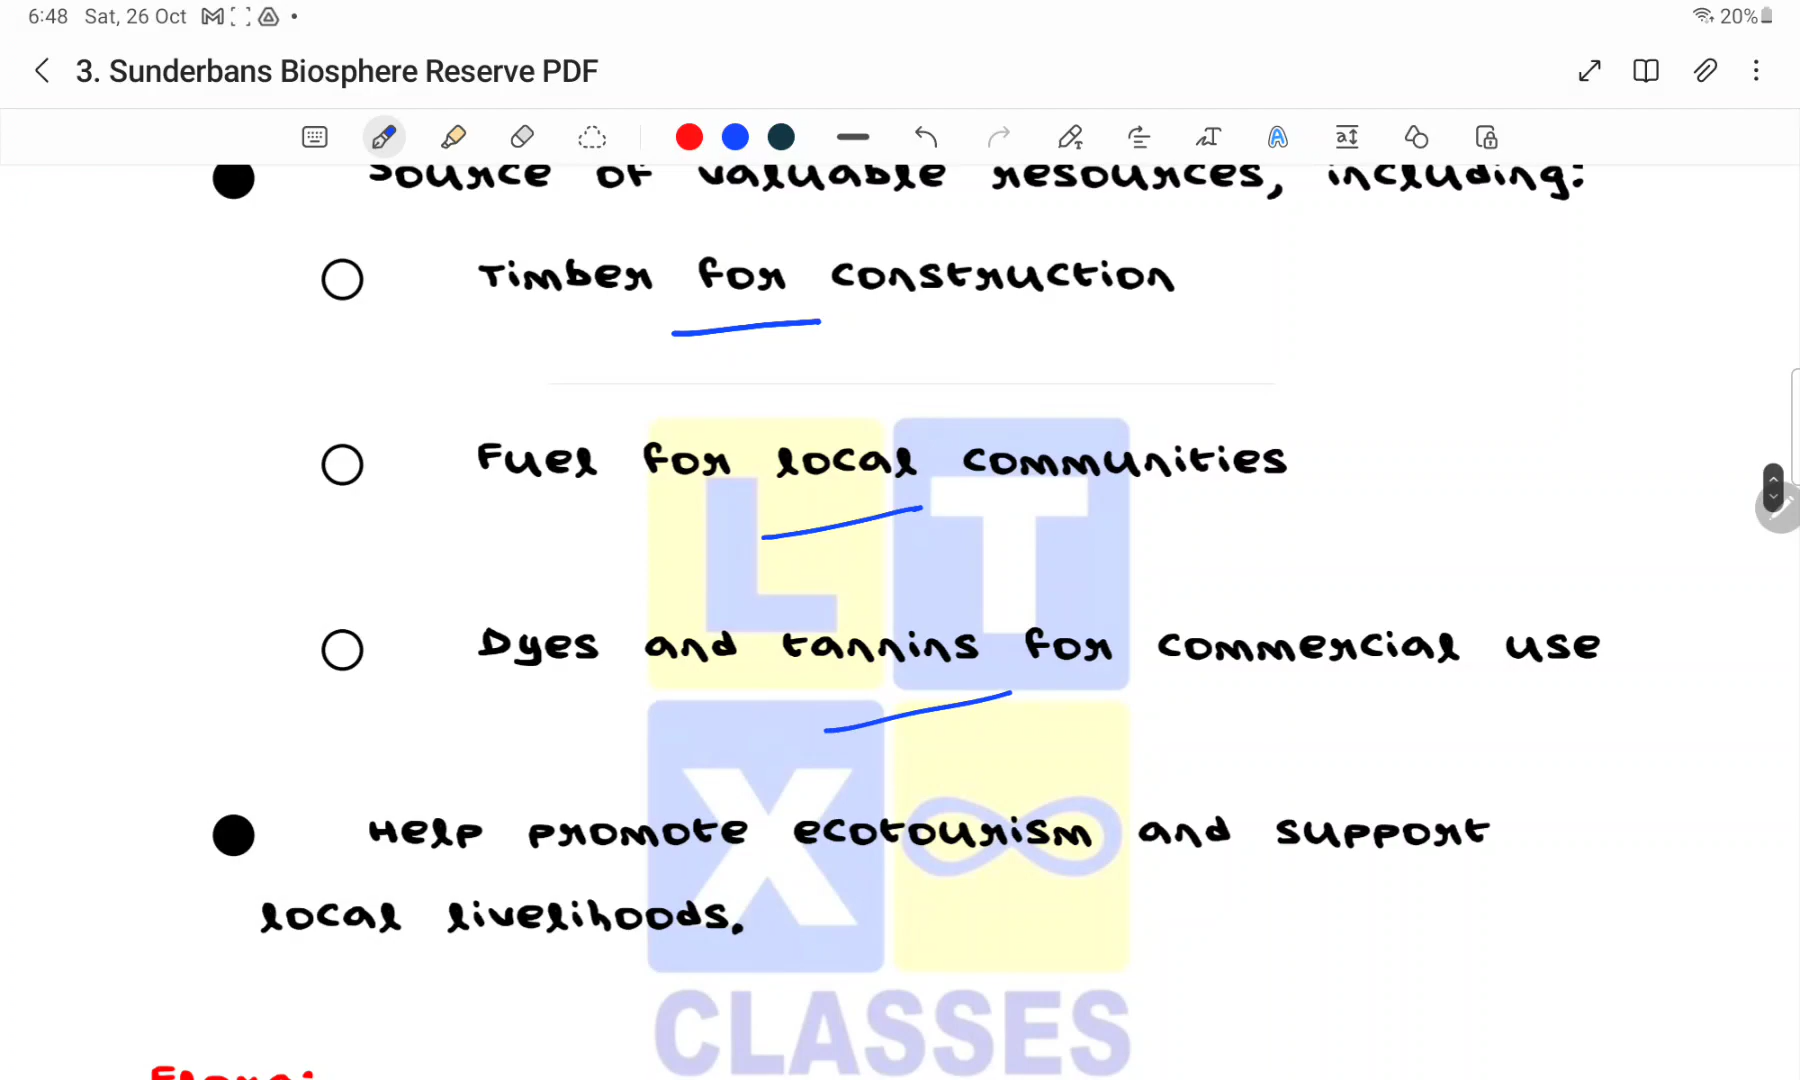 6:48 Sat, 26 Oct
20%
3. Sunderbans Biosphere Reserve PDF
Source of valuable resources, including:
Timber for construction
Fuel for local communities
Dyes and tannins for commercial use
Help promote ecotourism and support
local livelihoods.
L T
X ∞
CLASSES